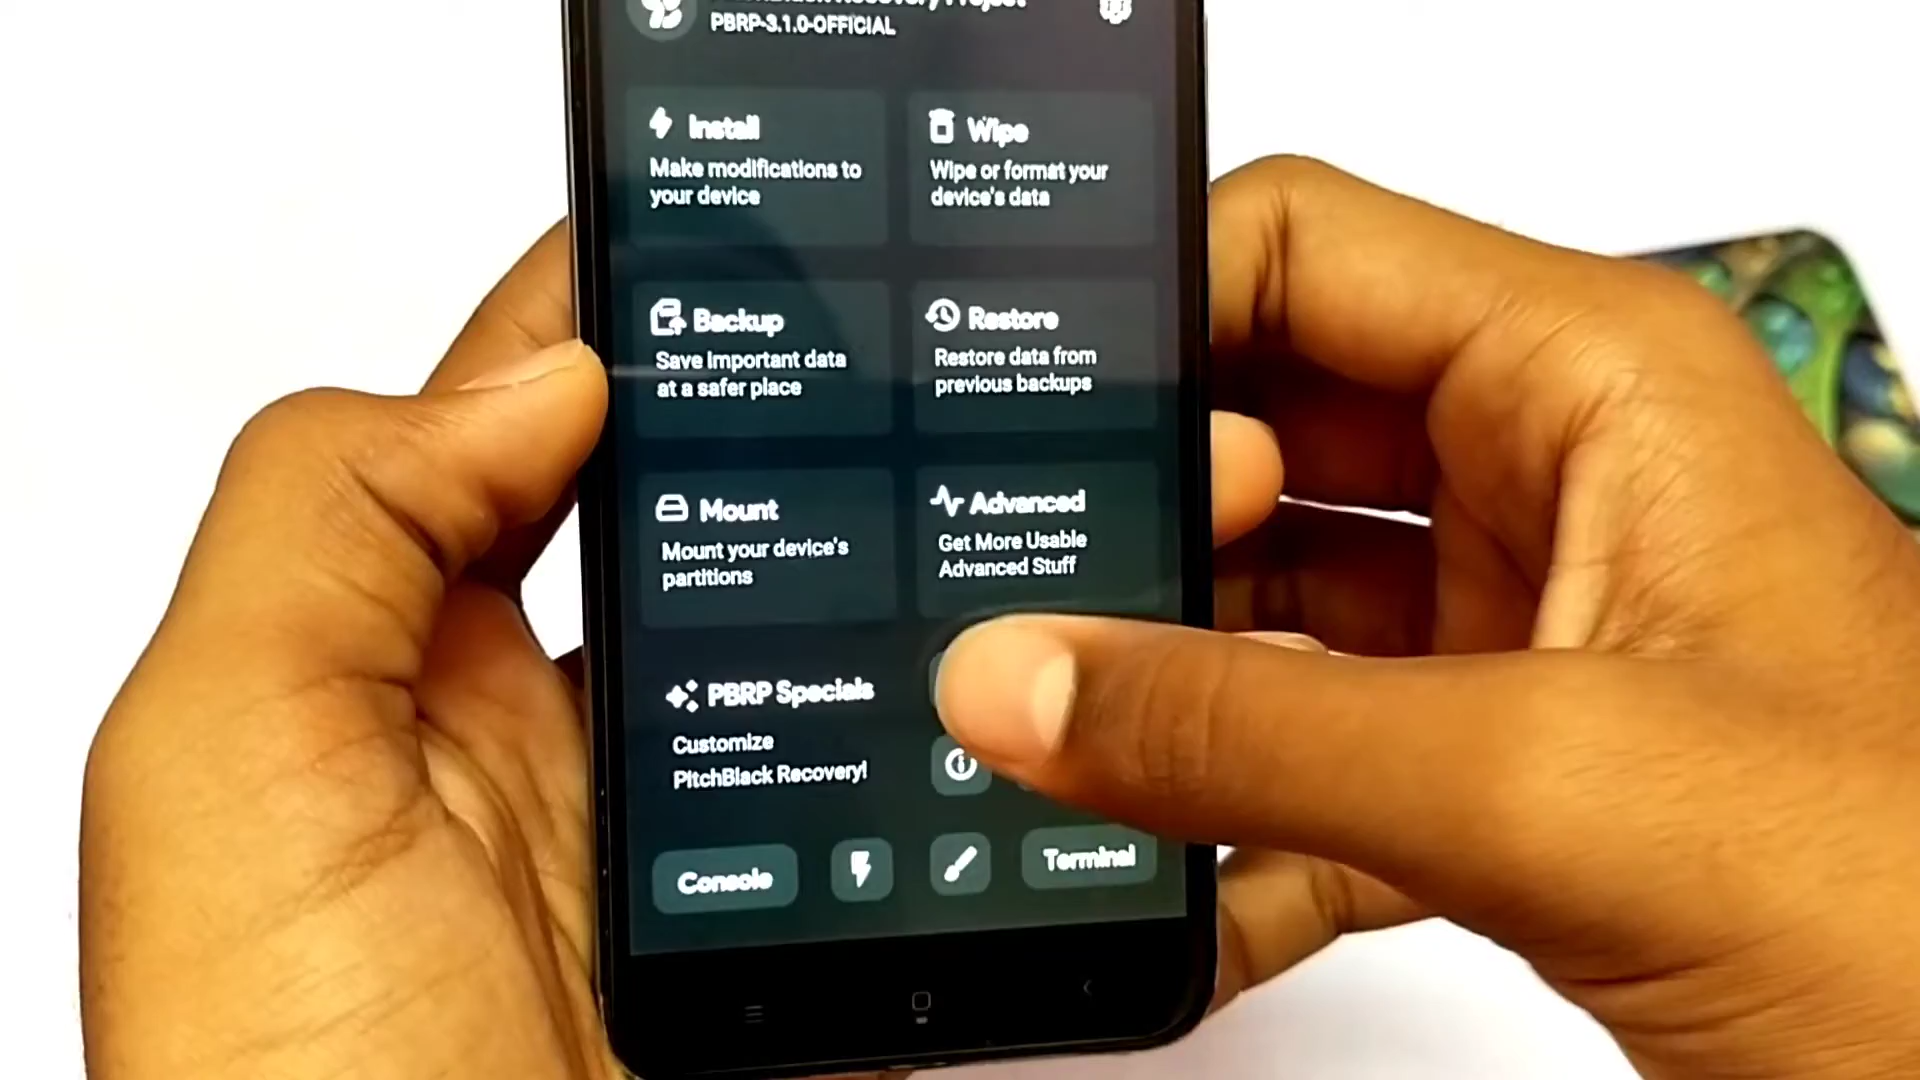 PBRP-3.1.0-OFFICIAL
Install
Make modifications to
your device
Wipe
Wipe or format your
device's data
Backup
Save important data
at a safer place
Restore
Restore data from
previous backups
Mount
Mount your device's
partitions
Advanced
Get More Usable
Advanced Stuff
PBRP Specials
Customize
PitchBlack Recovery!
Console
Terminal